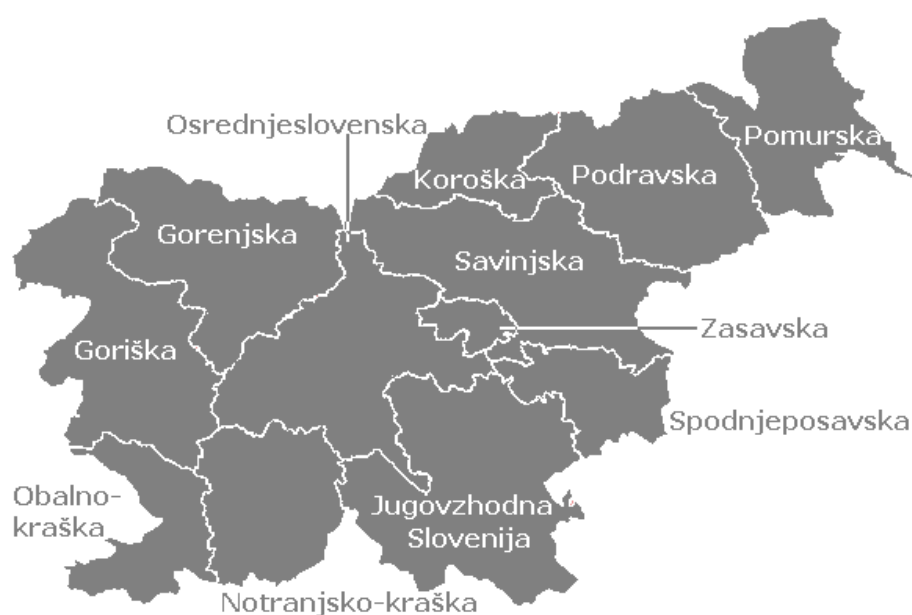 Osrednjeslovenska
Pomurska
Koroška
Podravska
Gorenjska
Savinjska
Zasavska
Goriška
Spodnjeposavska
Obalno-
kraška
Jugovzhodna
Slovenija
Notranjsko-kraška